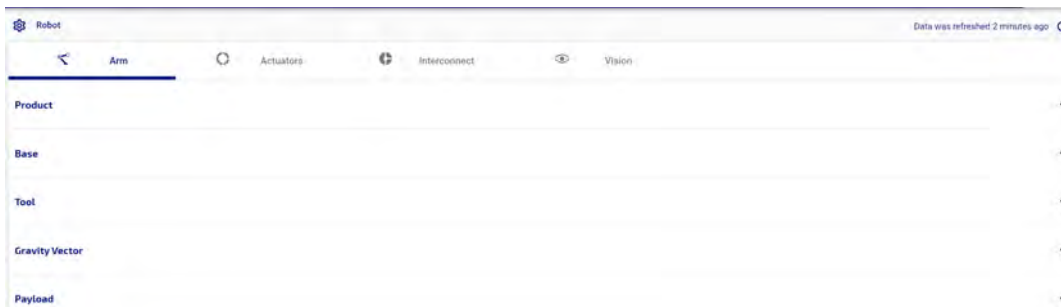 Robot Data was refreshed 2 minutes ago
Arm Actuators Interconnect Vision
Product
Base
Tool
Gravity Vector
Payload